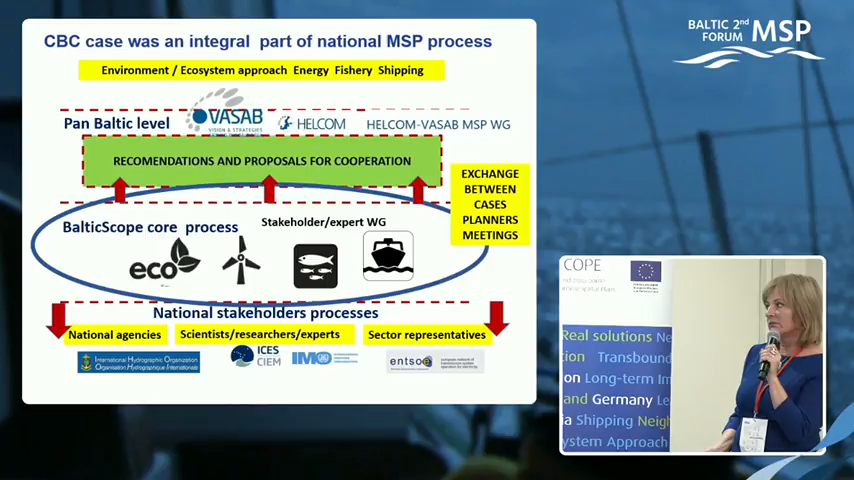 CBC case was an integral part of national MSP process
Environment / Ecosystem approach Energy Fishery Shipping
Pan Baltic level
VASAB
VISION & STRATEGIES
HELCOM
HELCOM-VASAB MSP WG
RECOMENDATIONS AND PROPOSALS FOR COOPERATION
EXCHANGE
BETWEEN
CASES
PLANNERS
MEETINGS
BalticScope core process
Stakeholder/expert WG
eco
National stakeholders processes
National agencies
Scientists/researchers/experts
Sector representatives
International Hydrographic Organization
Organisation Hydrographique Internationale
ICES
CIEM
IMO
entso
BALTIC 2nd
FORUM
MSP
COPE
Real solutions Ne
tion Transbound
on Long-term Im
and Germany Le
ia Shipping Neigh
ystem Approach